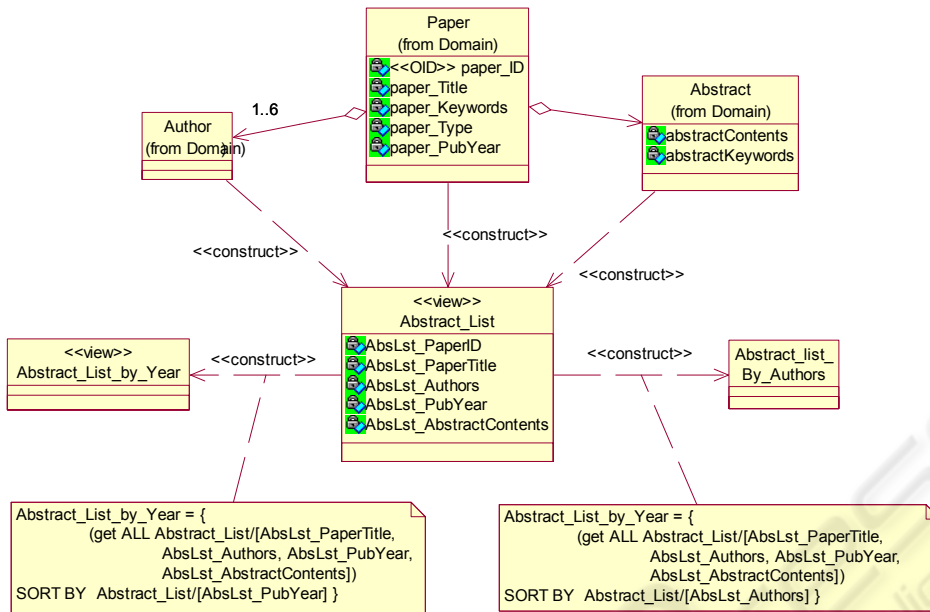 Paper
(from Domain)
<<OID>> paper_ID
paper_Title
paper_Keywords
paper_Type
paper_PubYear
1..6
Author
(from Domain)
Abstract
(from Domain)
abstractContents
abstractKeywords
<<construct>>
<<construct>>
<<construct>>
<<view>>
Abstract_List
AbsLst_PaperID
AbsLst_PaperTitle
AbsLst_Authors
AbsLst_PubYear
AbsLst_AbstractContents
<<view>>
Abstract_List_by_Year
<<construct>>
<<construct>>
Abstract_list_
By_Authors
Abstract_List_by_Year = {
(get ALL Abstract_List/[AbsLst_PaperTitle,
AbsLst_Authors, AbsLst_PubYear,
AbsLst_AbstractContents])
SORT BY Abstract_List/[AbsLst_PubYear] }
Abstract_List_by_Year = {
(get ALL Abstract_List/[AbsLst_PaperTitle,
AbsLst_Authors, AbsLst_PubYear,
AbsLst_AbstractContents])
SORT BY Abstract_List/[AbsLst_Authors] }